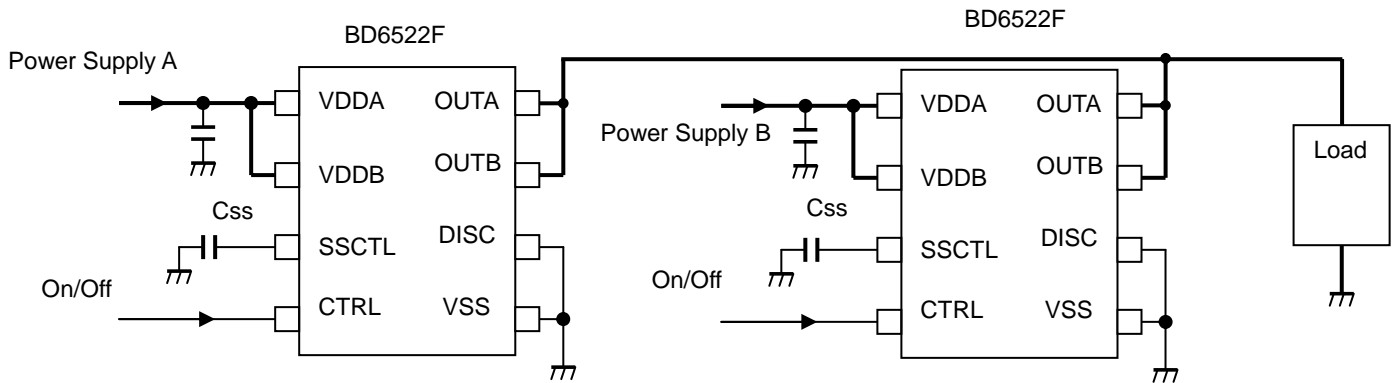 BD6522F
Power Supply A
VDDA
OUTA
VDDB
OUTB
Css
SSCTL
DISC
On/Off
CTRL
VSS
BD6522F
Power Supply B
VDDA
OUTA
VDDB
OUTB
Css
SSCTL
DISC
On/Off
CTRL
VSS
Load